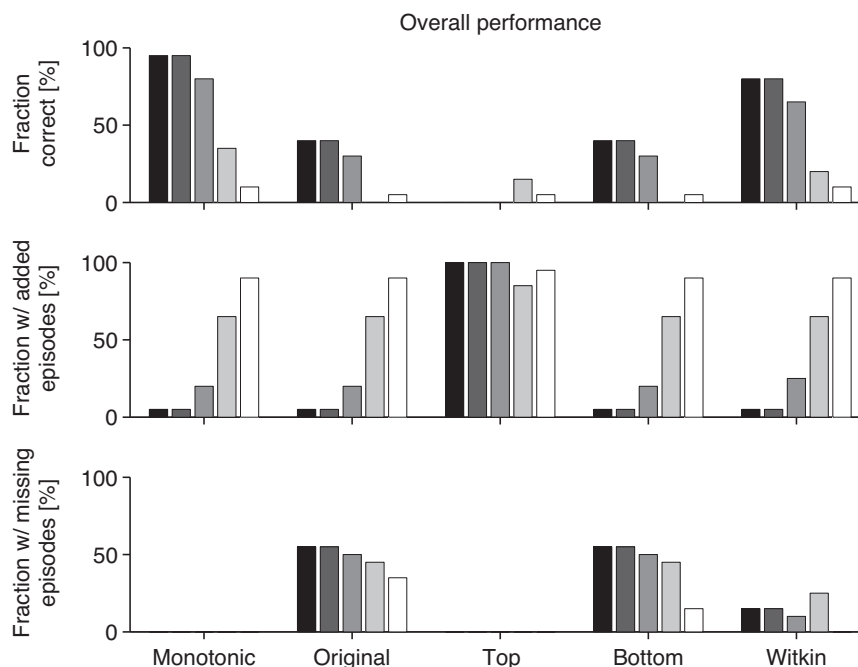 Overall performance
Fraction
correct [%]
100
50
0
Fraction w/ added
episodes [%]
100
50
0
Fraction w/ missing
episodes [%]
100
50
0
Monotonic Original Top Bottom Witkin